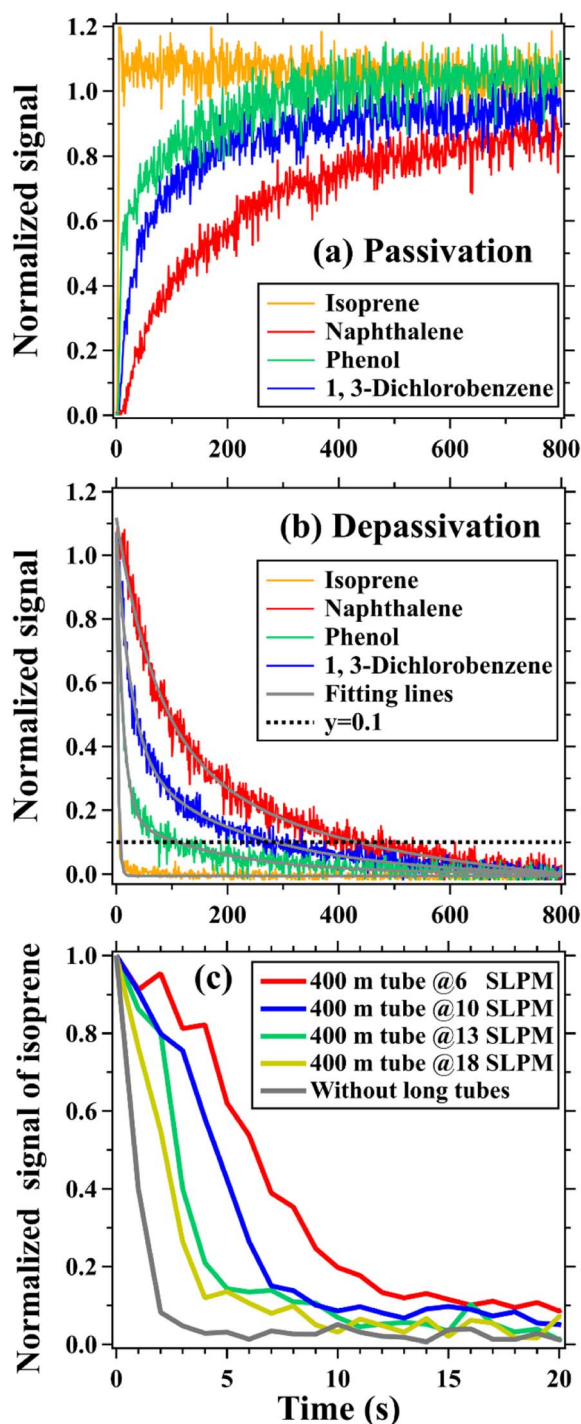 1.2
1.0
0.8
0.6
0.4
0.2
0.0
Normalized signal
(a) Passivation
Isoprene
Naphthalene
Phenol
1, 3-Dichlorobenzene
0 200 400 600 800
1.2
1.0
0.8
0.6
0.4
0.2
0.0
Normalized signal
(b) Depassivation
Isoprene
Naphthalene
Phenol
1, 3-Dichlorobenzene
Fitting lines
y=0.1
0 200 400 600 800
1.0
0.8
0.6
0.4
0.2
0.0
Normalized signal of isoprene
(c)
400 m tube @6 SLPM
400 m tube @10 SLPM
400 m tube @13 SLPM
400 m tube @18 SLPM
Without long tubes
0 5 10 15 20
Time (s)